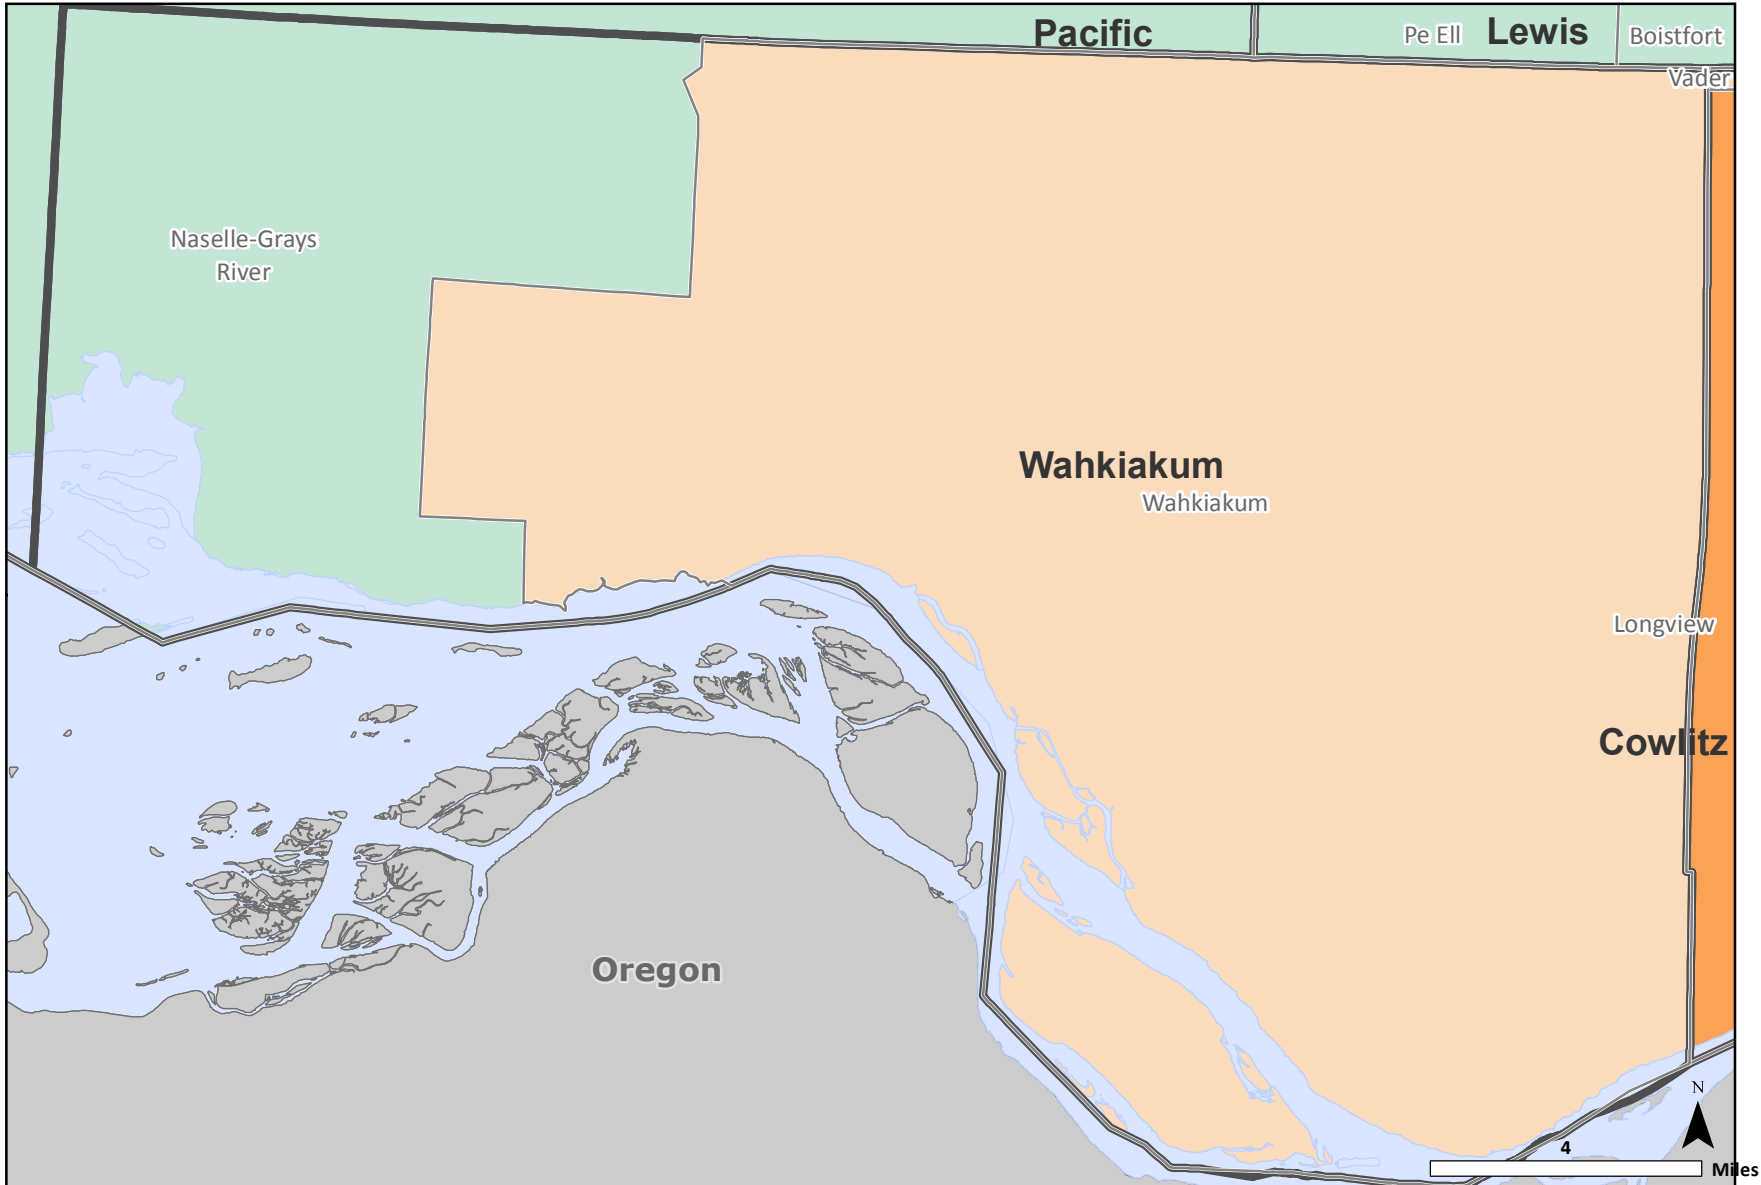 Pacific
Pe Ell
Lewis
Boistfort
Vader
Naselle-Grays
River
Wahkiakum
Wahkiakum
Longview
Cowlitz
Oregon
N
4
Miles